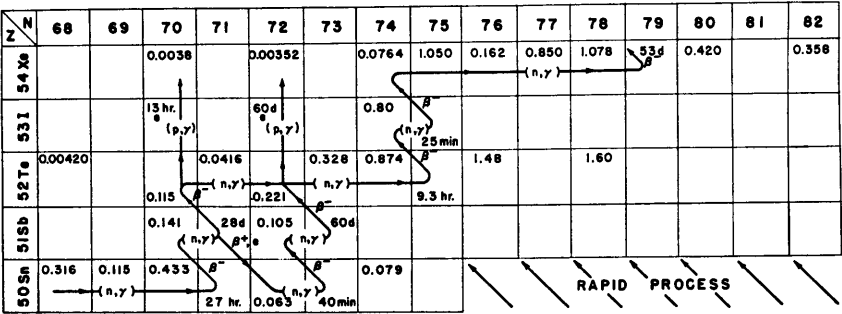 N
Z
68 69 70 71 72 73 74 75 76 77 78 79 80 81 82
54 Xe
0.0038 0.00352 0.0764 1.050 0.162 0.850 1.078 53d 0.420 0.358
β⁻
(n,γ)
53 I
13 hr. 60d 0.80 β⁻
e e
(p,γ) (p,γ) (n,γ)
25 min
52 Te
0.00420 0.0416 0.328 0.874 β⁻ 1.48 1.60
(n,γ) (n,γ)
0.115 β⁻ 0.221 β⁻ 9.3 hr.
51 Sb
0.141 28d 0.105 60d
(n,γ) β⁺,e (n,γ)
50 Sn
0.316 0.115 0.433 β⁻ β⁻ 0.079
(n,γ) (n,γ)
27 hr. 0.063 40min
RAPID PROCESS